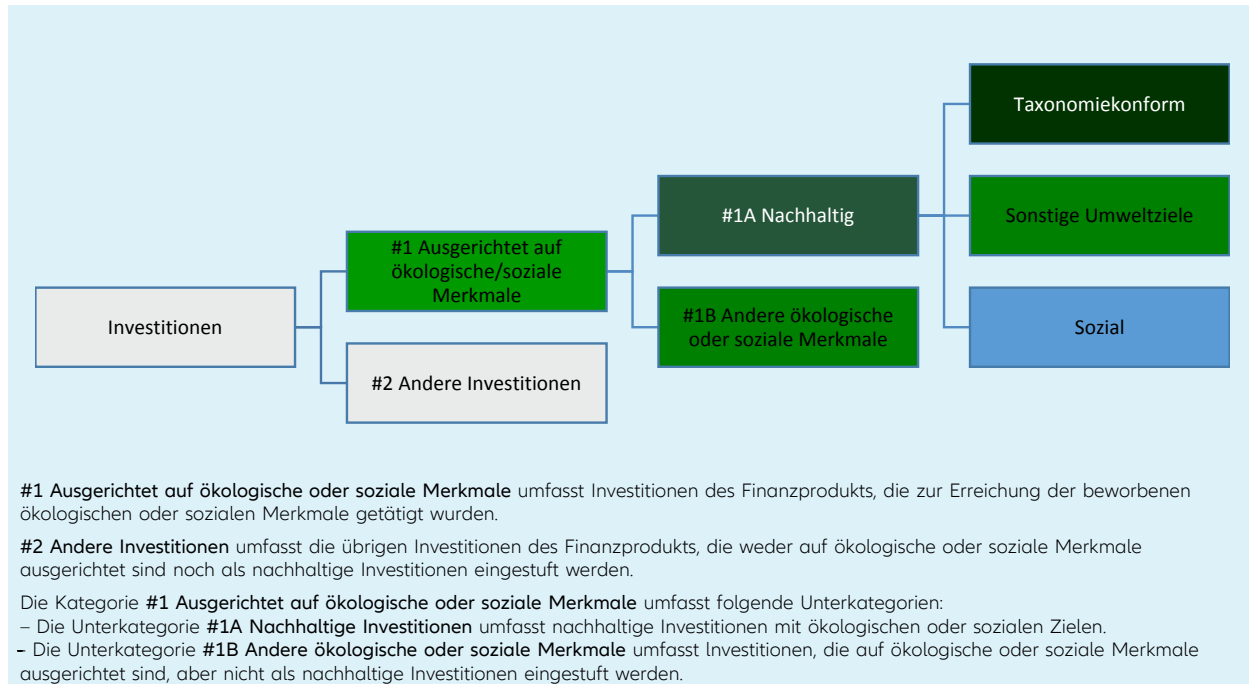 Taxonomiekonform
#1A Nachhaltig
Sonstige Umweltziele
#1 Ausgerichtet auf
ökologische/soziale
Merkmale
Investitionen
#1B Andere ökologische
oder soziale Merkmale
Sozial
#2 Andere Investitionen
#1 Ausgerichtet auf ökologische oder soziale Merkmale umfasst Investitionen des Finanzprodukts, die zur Erreichung der beworbenen
ökologischen oder sozialen Merkmale getätigt wurden.
#2 Andere Investitionen umfasst die übrigen Investitionen des Finanzprodukts, die weder auf ökologische oder soziale Merkmale
ausgerichtet sind noch als nachhaltige Investitionen eingestuft werden.
Die Kategorie #1 Ausgerichtet auf ökologische oder soziale Merkmale umfasst folgende Unterkategorien:
– Die Unterkategorie #1A Nachhaltige Investitionen umfasst nachhaltige Investitionen mit ökologischen oder sozialen Zielen.
- Die Unterkategorie #1B Andere ökologische oder soziale Merkmale umfasst Investitionen, die auf ökologische oder soziale Merkmale
ausgerichtet sind, aber nicht als nachhaltige Investitionen eingestuft werden.